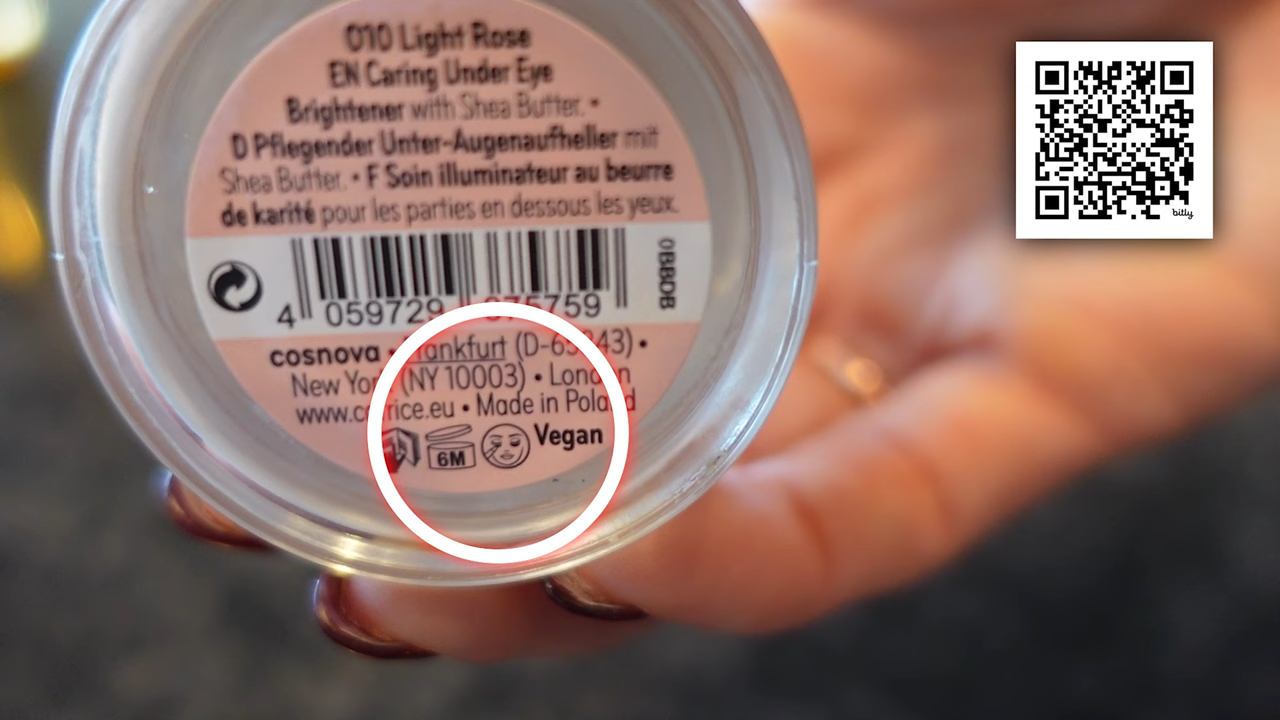 010 Light Rose
EN Caring Under Eye
Brightener with Shea Butter. •
D Pflegender Unter-Augenaufheller mit
Shea Butter. • F Soin illuminateur au beurre
de karité pour les parties en dessous les yeux.
4 059729 375759
0BBDB
cosnova • Frankfurt (D-65843) •
New York (NY 10003) • London
www.catrice.eu • Made in Poland
6M Vegan
bitly